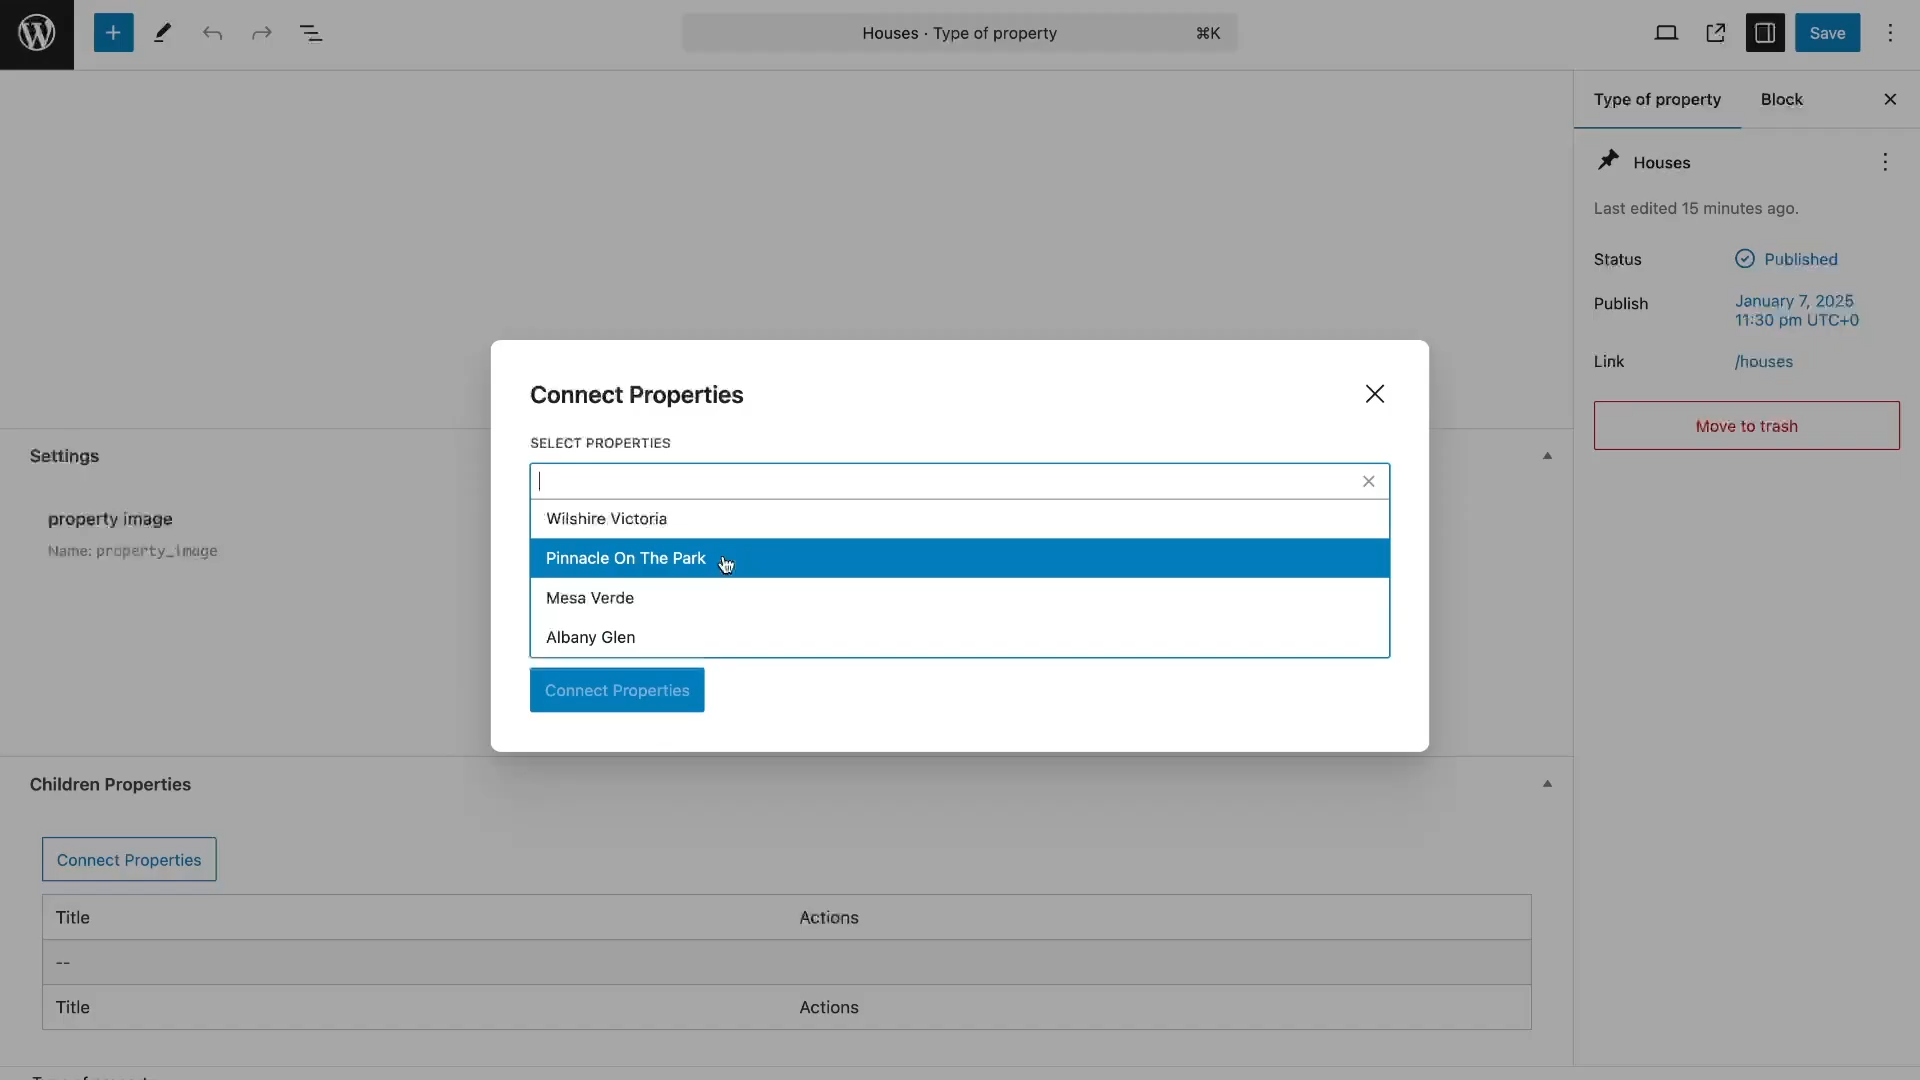 Houses · Type of property
⌘K
Save
Type of property
Block
Houses
Last edited 15 minutes ago.
Status
Published
Publish
January 7, 2025
11:30 pm UTC+0
Link
/houses
Move to trash
Connect Properties
SELECT PROPERTIES
Wilshire Victoria
Pinnacle On The Park
Mesa Verde
Albany Glen
Connect Properties
Settings
property image
Name: property_image
Children Properties
Connect Properties
Title
Actions
--
Title
Actions